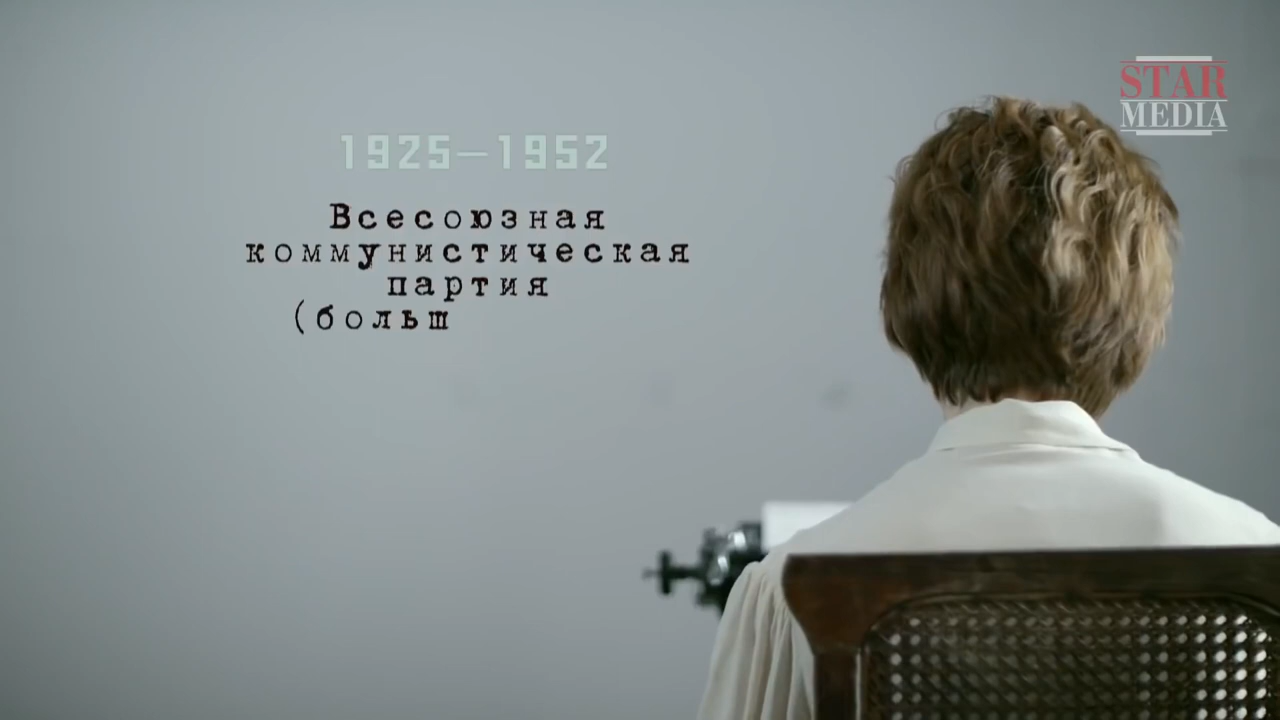 STAR
MEDIA
1925—1952
Всесоюзная
коммунистическая
партия
(больш